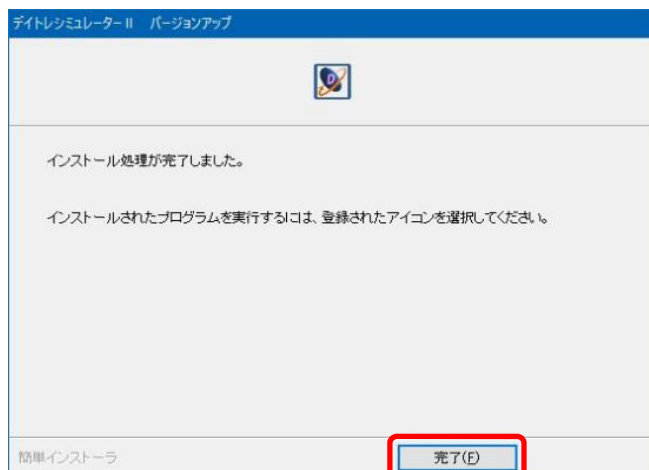 デイトレシミュレーターⅡ　バージョンアップ
D
インストール処理が完了しました。
インストールされたプログラムを実行するには、登録されたアイコンを選択してください。
簡単インストーラ
完了(F)